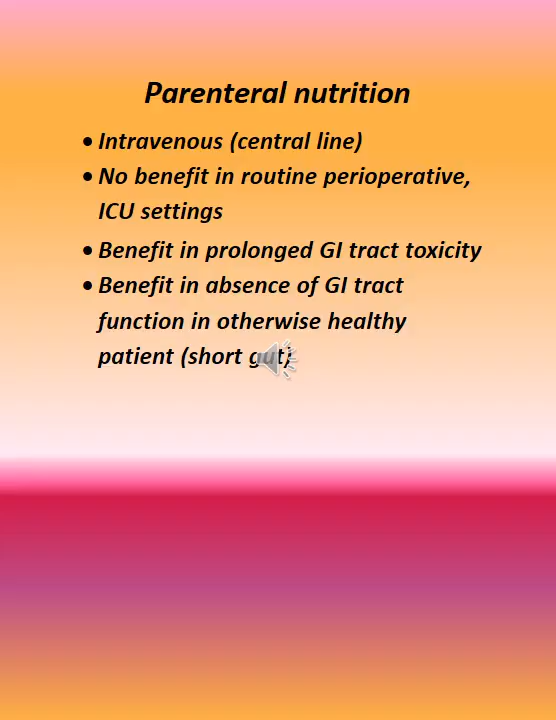 Parenteral nutrition
• Intravenous (central line)
• No benefit in routine perioperative,
ICU settings
• Benefit in prolonged GI tract toxicity
• Benefit in absence of GI tract
function in otherwise healthy
patient (short gut)